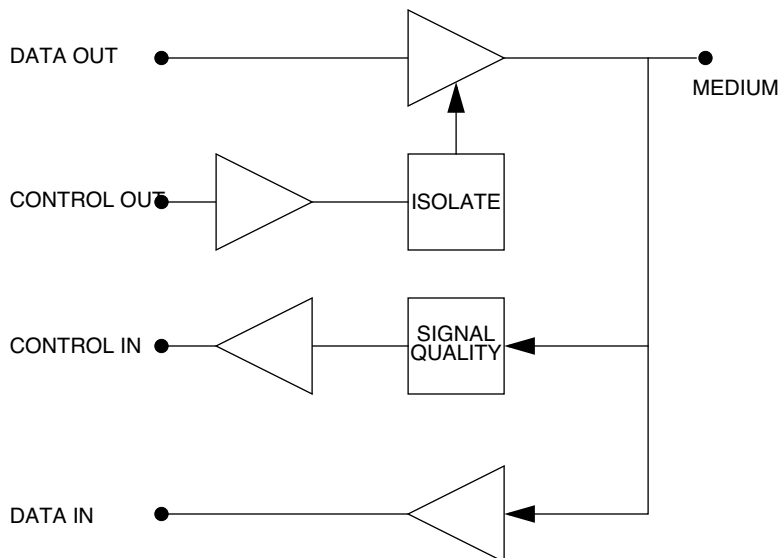 DATA OUT
MEDIUM
CONTROL OUT
ISOLATE
CONTROL IN
SIGNAL
QUALITY
DATA IN